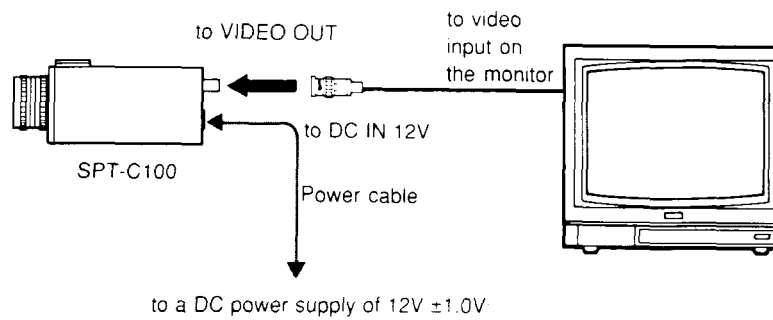 to VIDEO OUT
to video
input on
the monitor
to DC IN 12V
SPT-C100
Power cable
to a DC power supply of 12V ±1.0V